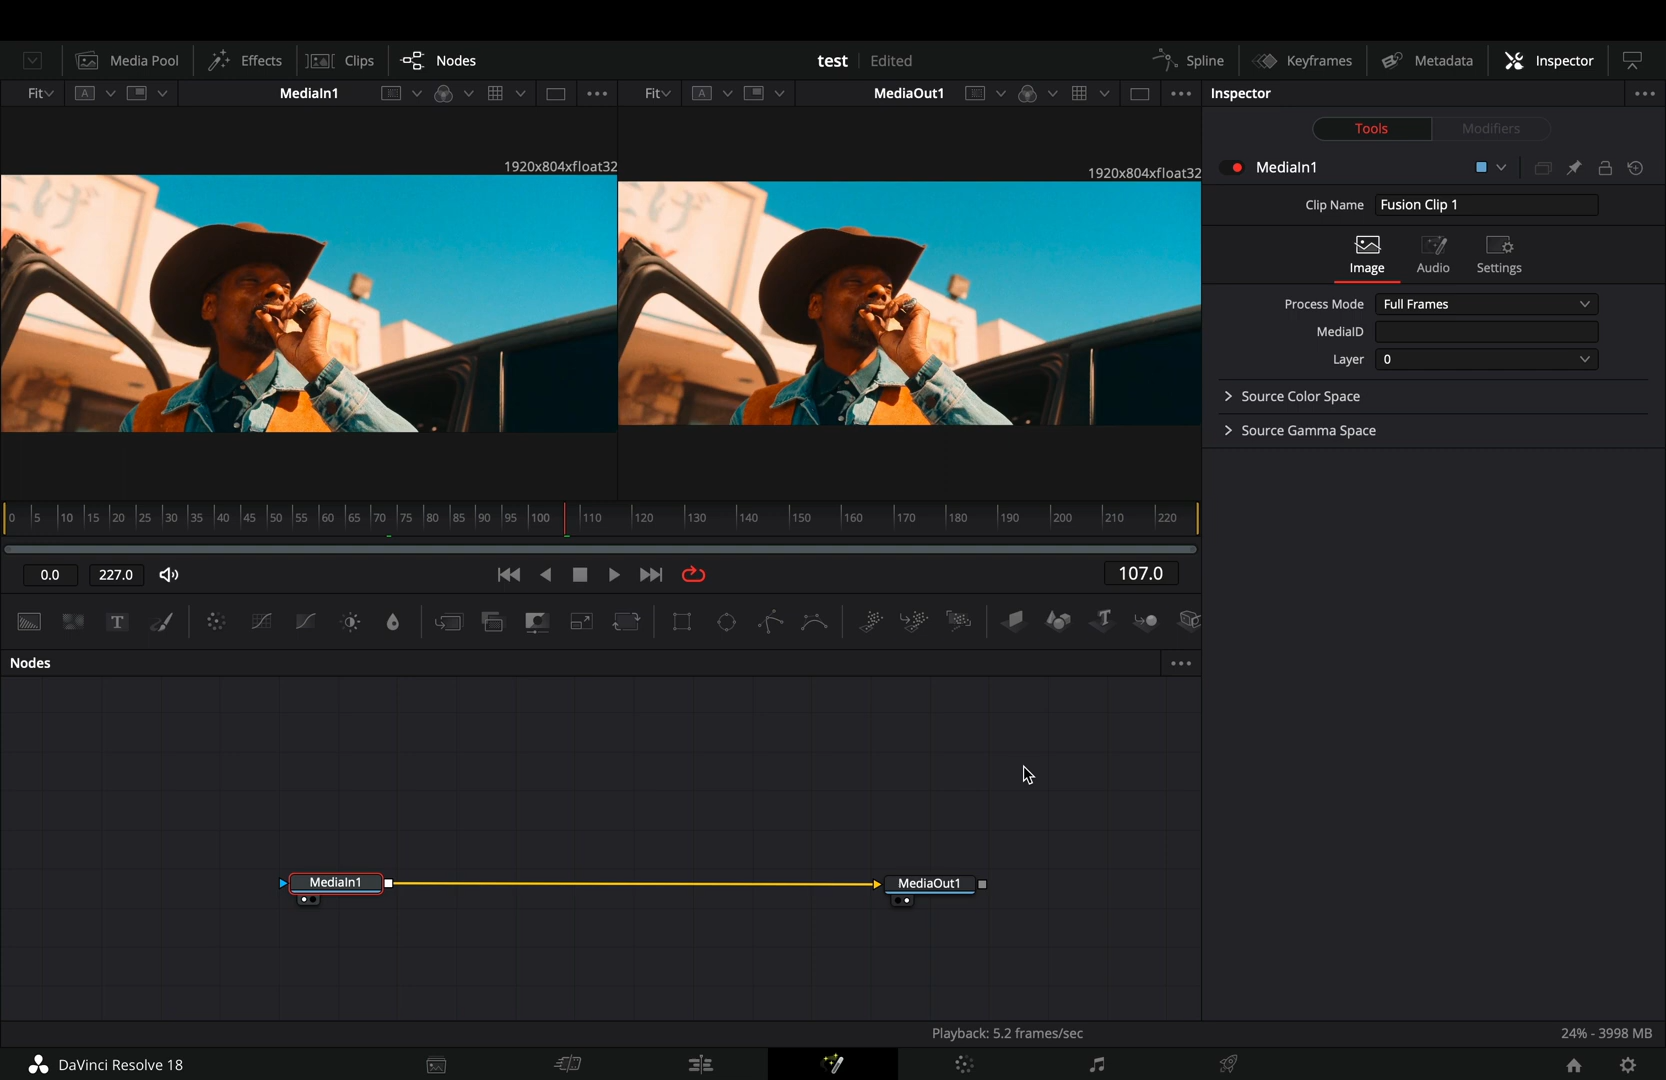 Media Pool Effects Clips Nodes test Edited Spline Keyframes Metadata Inspector
Fit A MediaIn1 Fit A MediaOut1 Inspector
Tools Modifiers
1920x804xfloat32 1920x804xfloat32
MediaIn1
Clip Name Fusion Clip 1
Image Audio Settings
Process Mode Full Frames
MediaID
Layer 0
Source Color Space
Source Gamma Space
0 5 10 15 20 25 30 35 40 45 50 55 60 65 70 75 80 85 90 95 100 110 120 130 140 150 160 170 180 190 200 210 220
0.0 227.0 107.0
T T
Nodes
MediaIn1 MediaOut1
Playback: 5.2 frames/sec 24% - 3998 MB
DaVinci Resolve 18